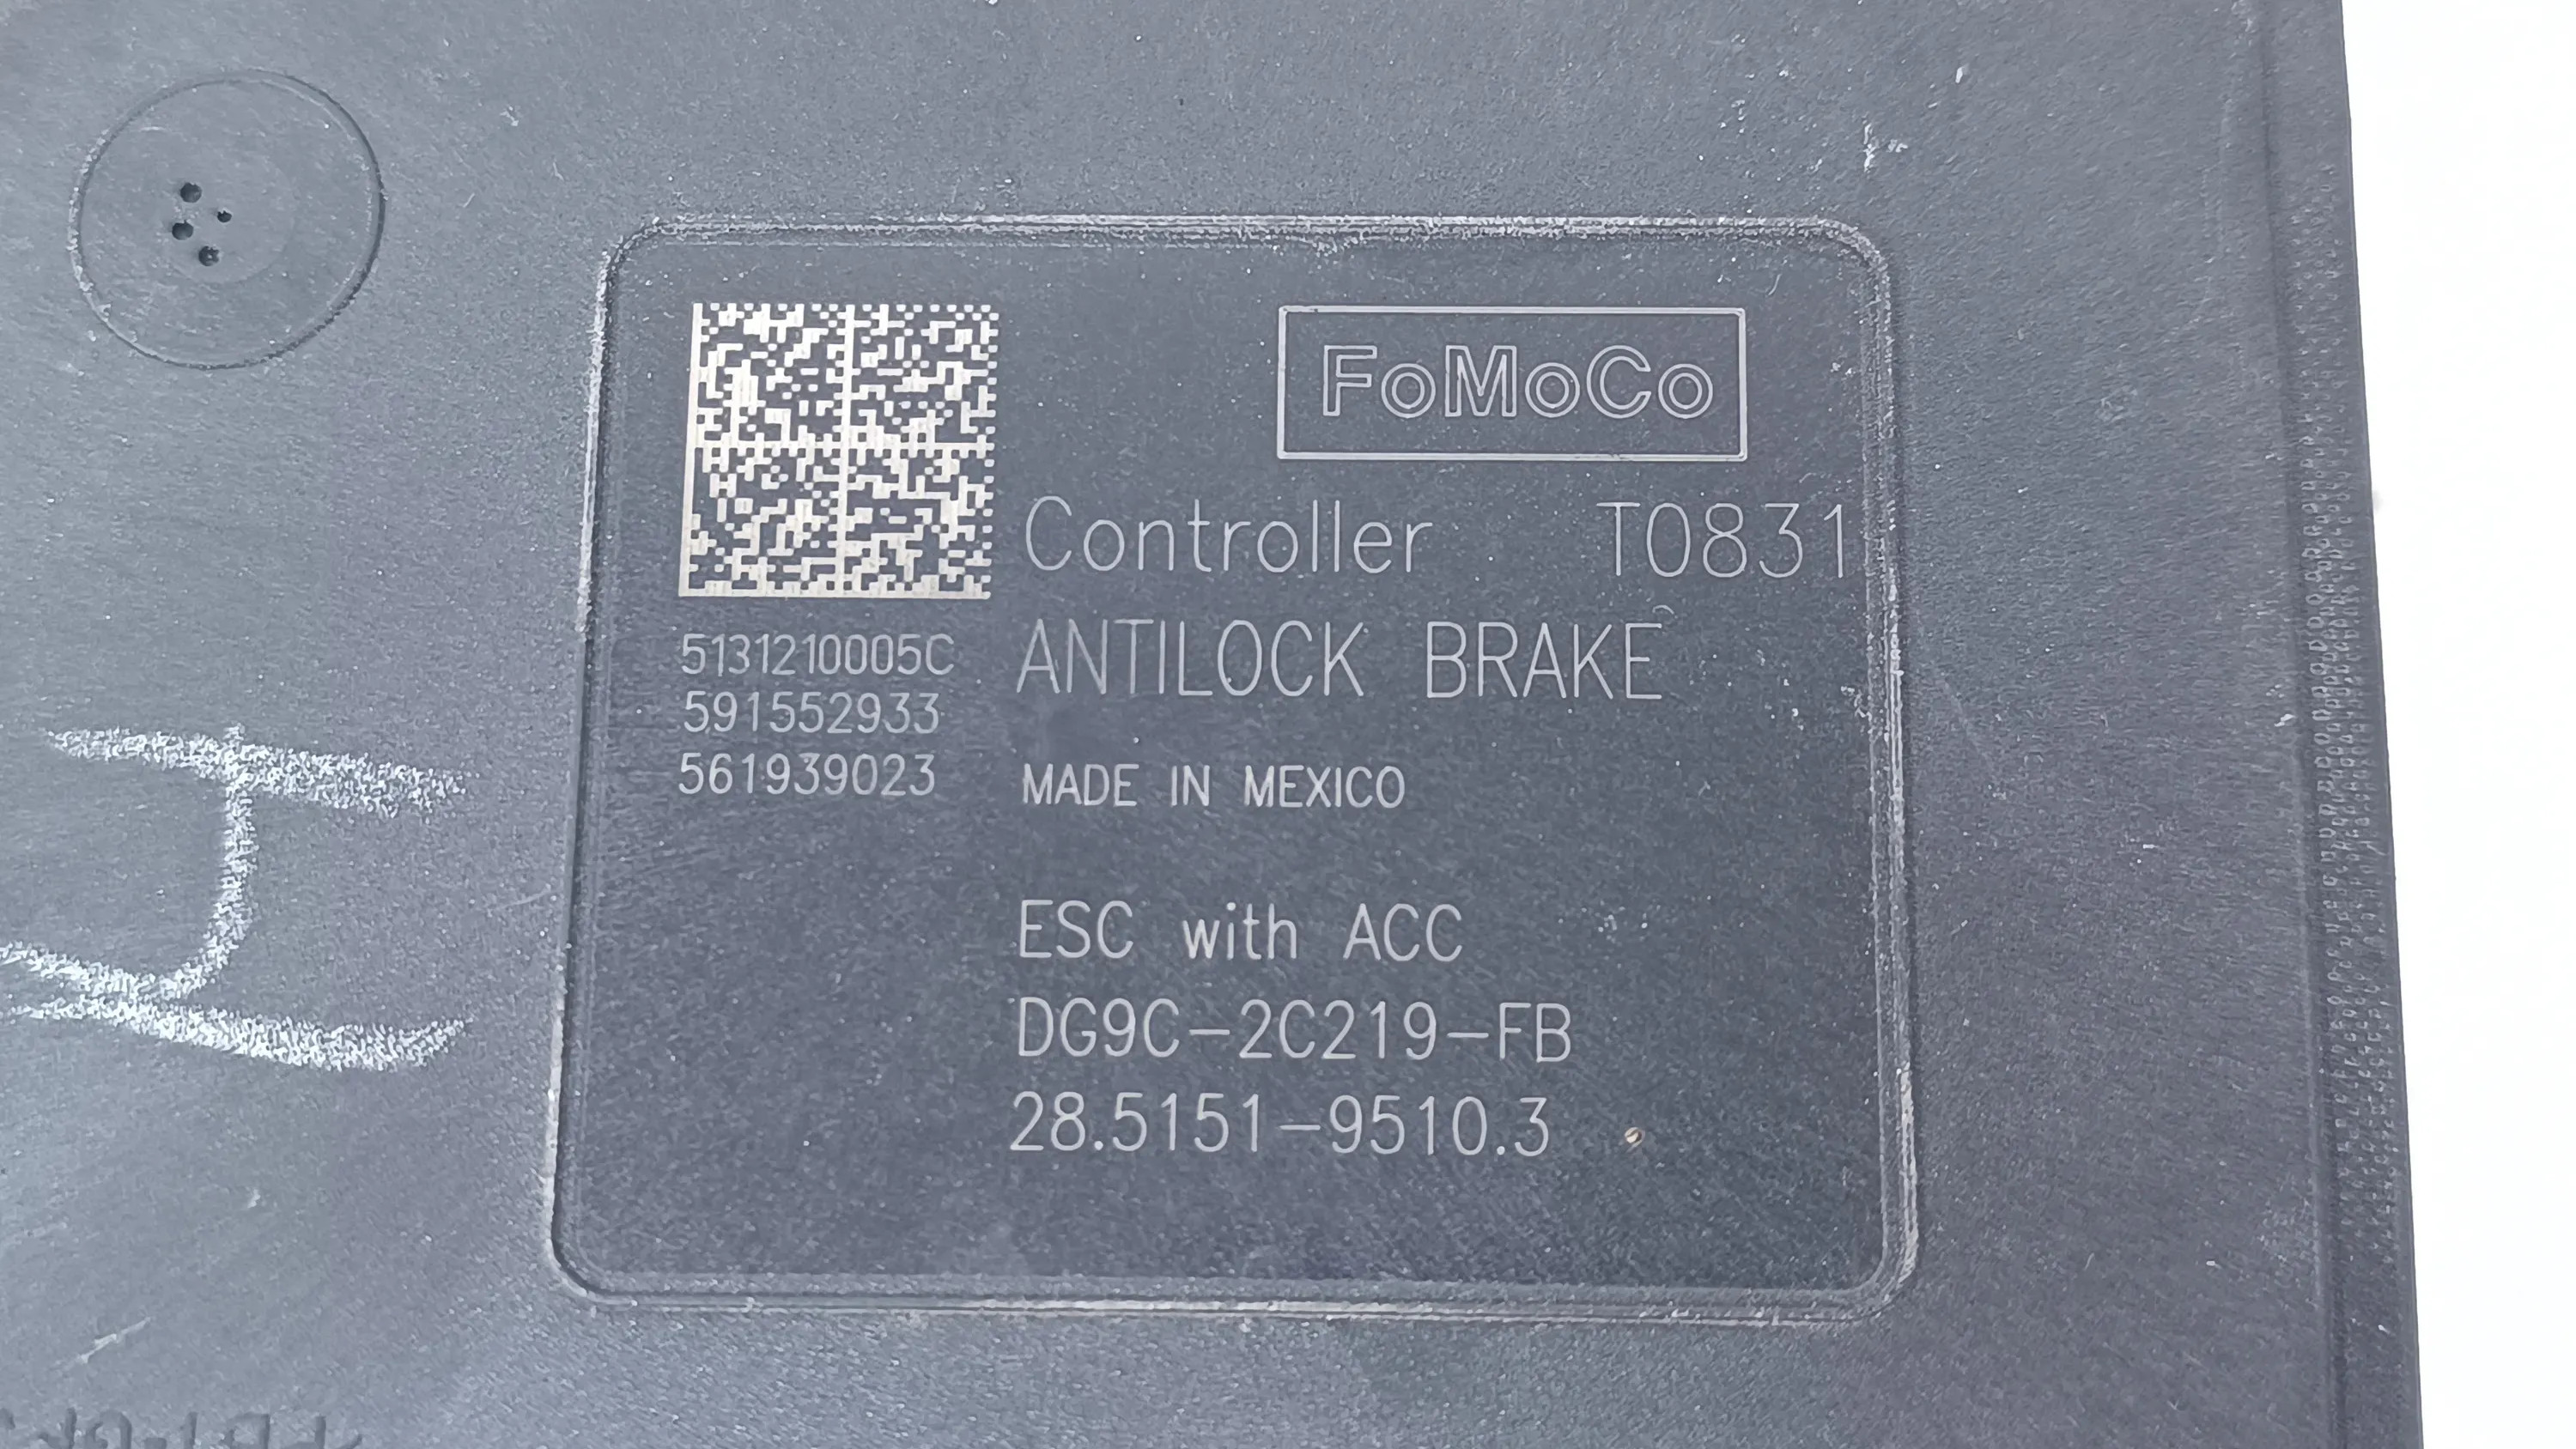 FoMoCo
Controller T0831
ANTILOCK BRAKE
5131210005C
591552933
561939023
MADE IN MEXICO
ESC with ACC
DG9C-2C219-FB
28.5151-9510.3